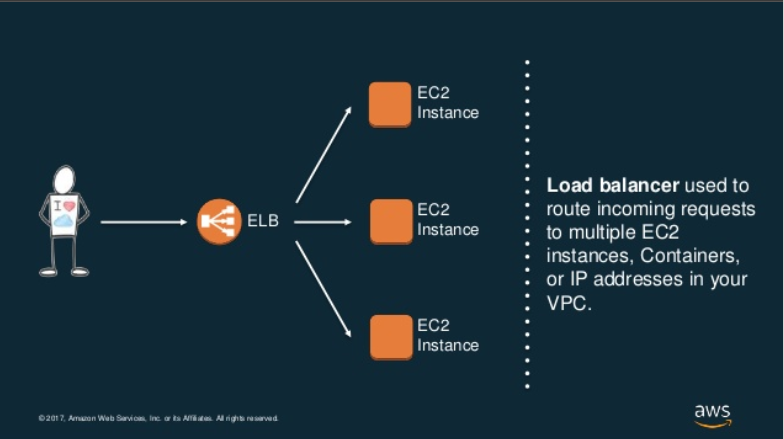 EC2
Instance
I
ELB
EC2
Instance
EC2
Instance
Load balancer used to
route incoming requests
to multiple EC2
instances, Containers,
or IP addresses in your
VPC.
© 2017, Amazon Web Services, Inc. or its Affiliates. All rights reserved.
aws